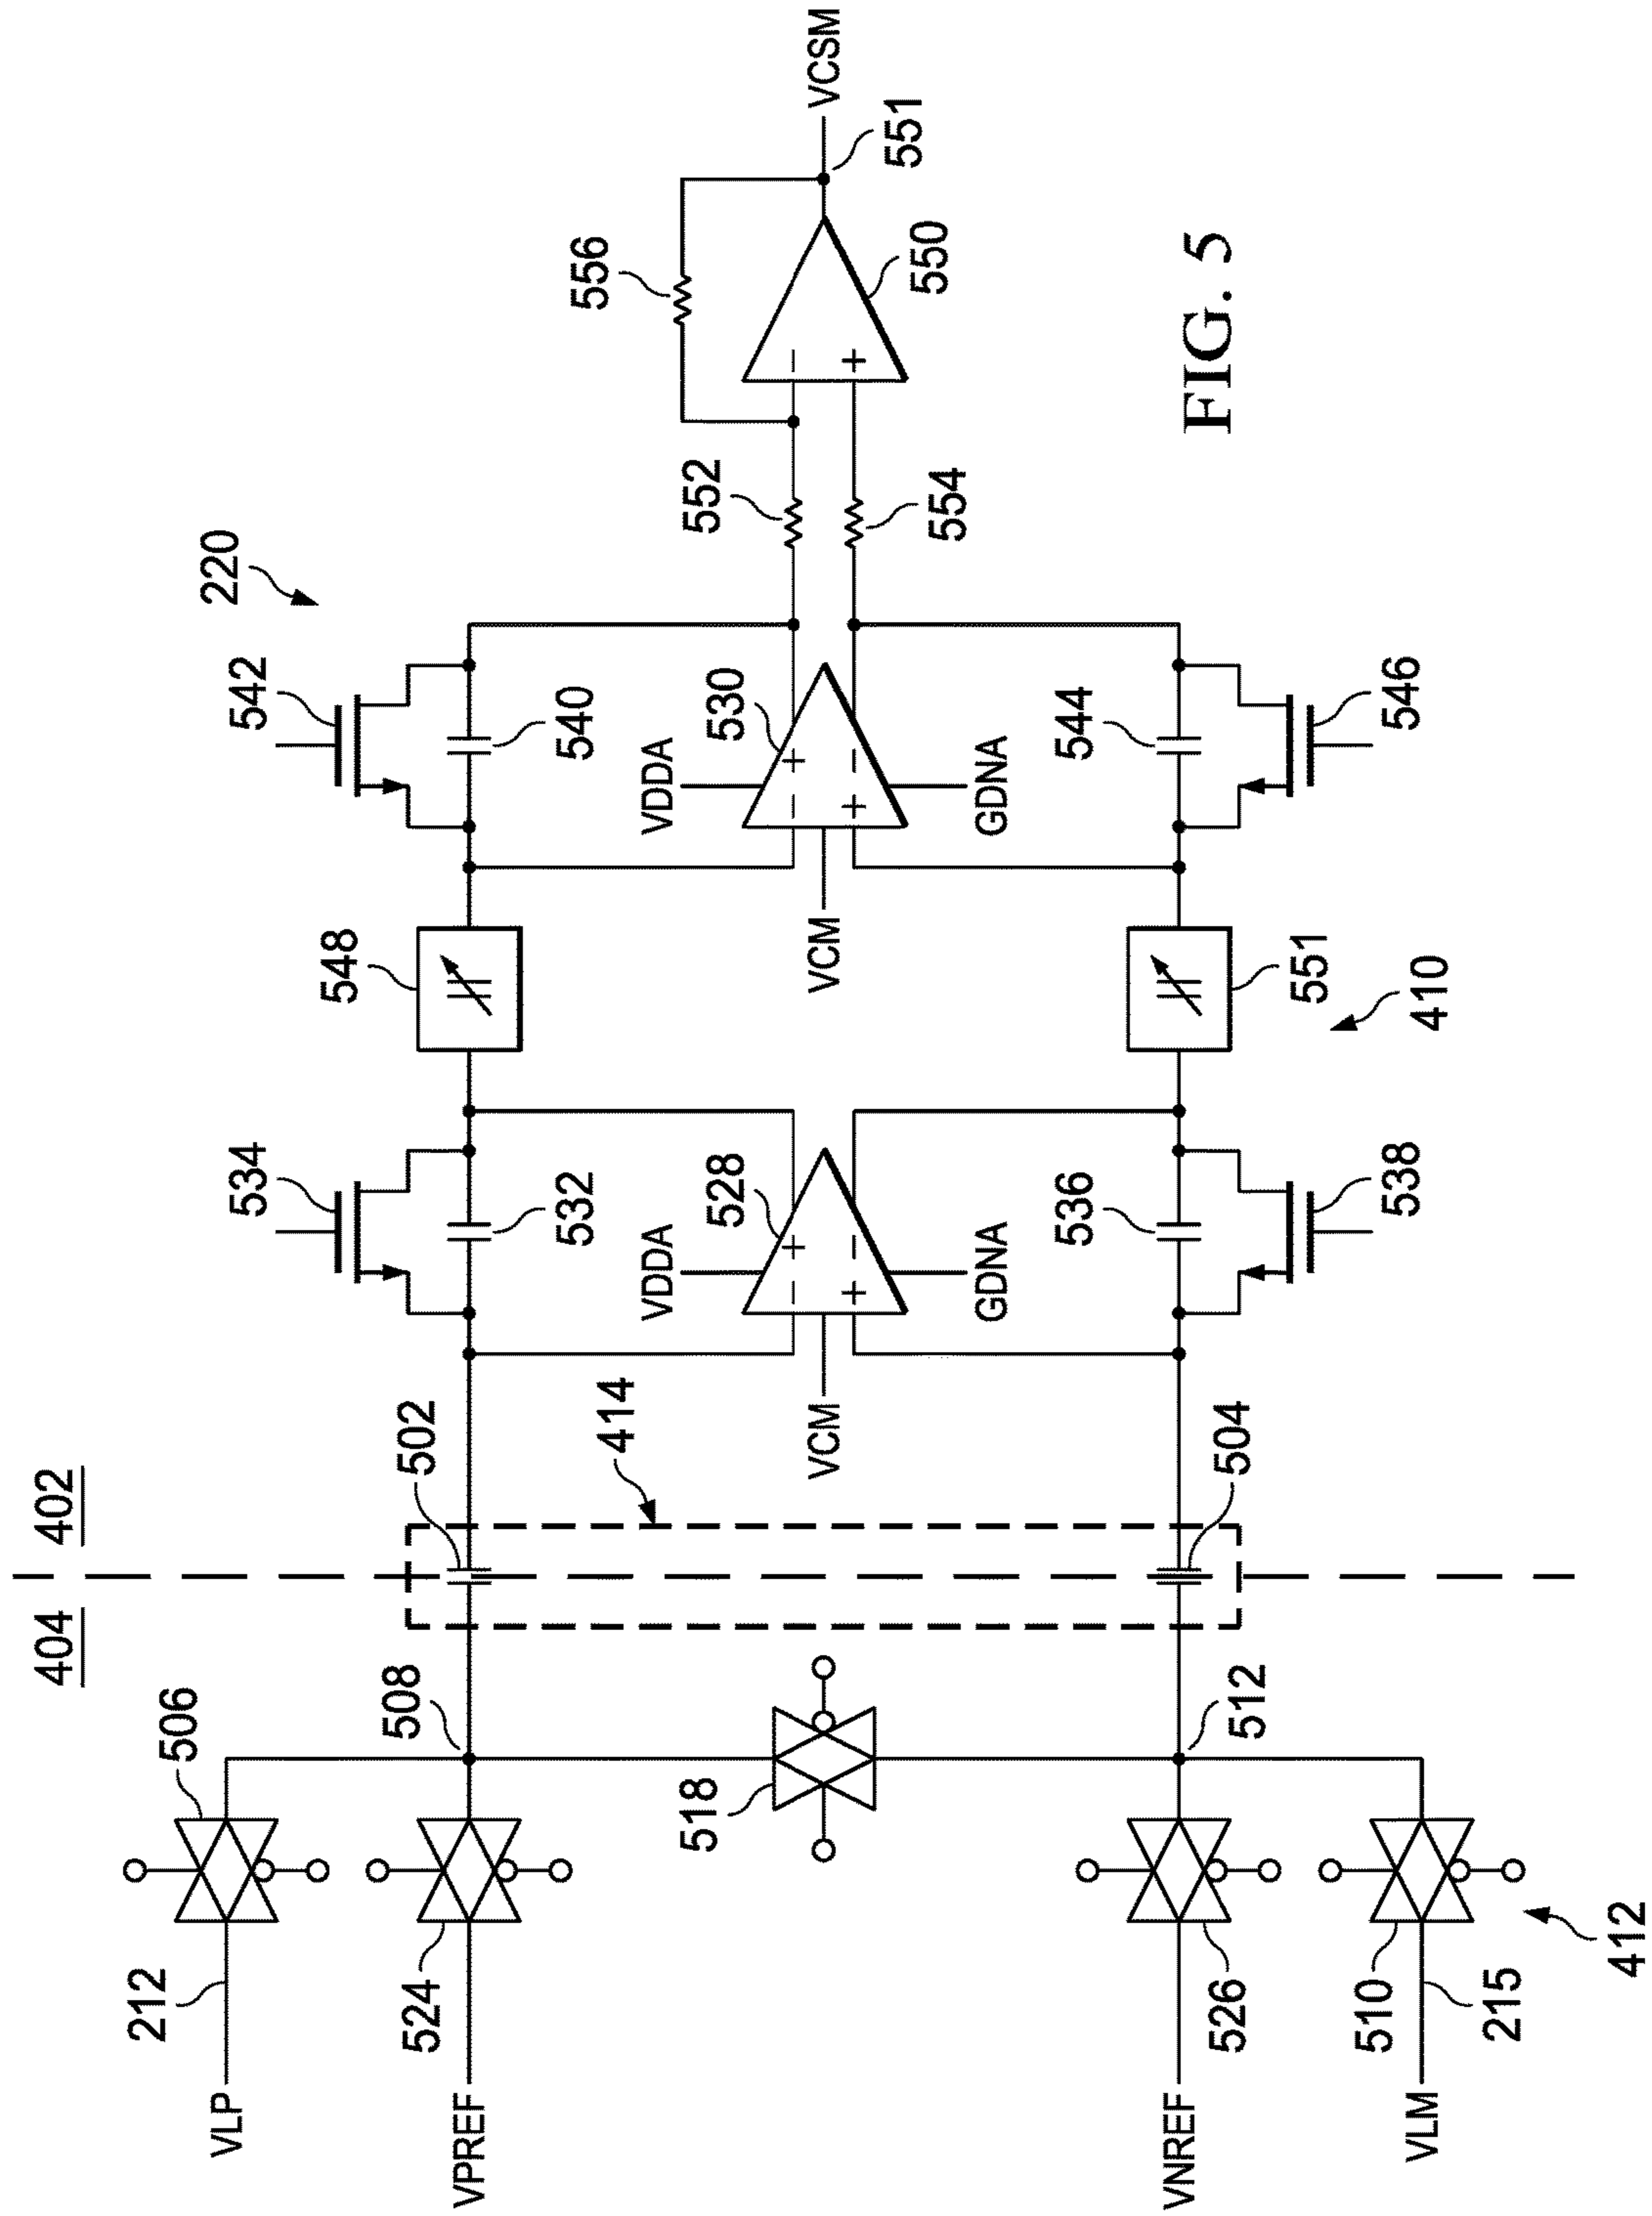 404
402
220
212
506
VLP
524
VPREF
508
502
414
534
532
548
542
540
518
VCM
VDDA
528
GDNA
VCM
VDDA
530
GDNA
552
554
556
550
551
VCSM
512
504
536
538
551
410
544
546
526
VNREF
510
215
VLM
412
FIG. 5